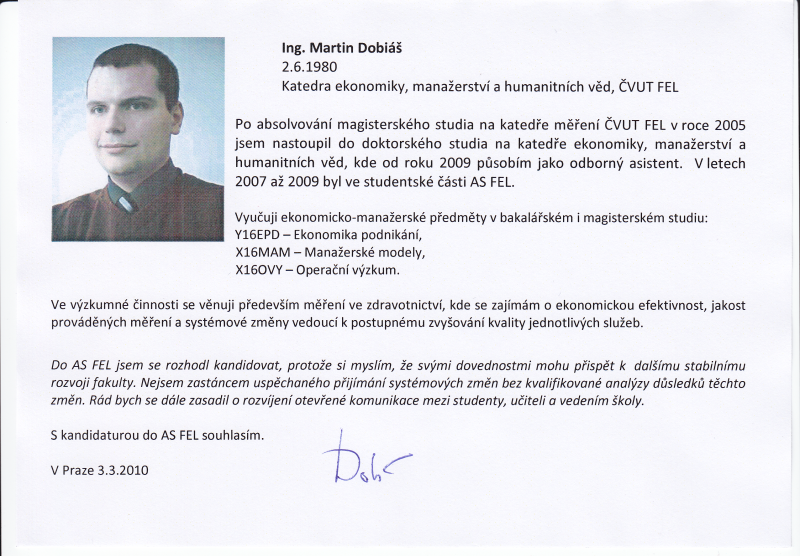 Ing. Martin Dobiáš
2.6.1980
Katedra ekonomiky, manažerství a humanitních věd, ČVUT FEL
Po absolvování magisterského studia na katedře měření ČVUT FEL v roce 2005
jsem nastoupil do doktorského studia na katedře ekonomiky, manažerství a
humanitních věd, kde od roku 2009 působím jako odborný asistent. V letech
2007 až 2009 byl ve studentské části AS FEL.
Vyučuji ekonomicko-manažerské předměty v bakalářském i magisterském studiu:
Y16EPD – Ekonomika podnikání,
X16MAM – Manažerské modely,
X16OVY – Operační výzkum.
Ve výzkumné činnosti se věnuji především měření ve zdravotnictví, kde se zajímám o ekonomickou efektivnost, jakost
prováděných měření a systémové změny vedoucí k postupnému zvyšování kvality jednotlivých služeb.
Do AS FEL jsem se rozhodl kandidovat, protože si myslím, že svými dovednostmi mohu přispět k dalšímu stabilnímu
rozvoji fakulty. Nejsem zastáncem uspěchaného přijímání systémových změn bez kvalifikované analýzy důsledků těchto
změn. Rád bych se dále zasadil o rozvíjení otevřené komunikace mezi studenty, učiteli a vedením školy.
S kandidaturou do AS FEL souhlasím.
V Praze 3.3.2010